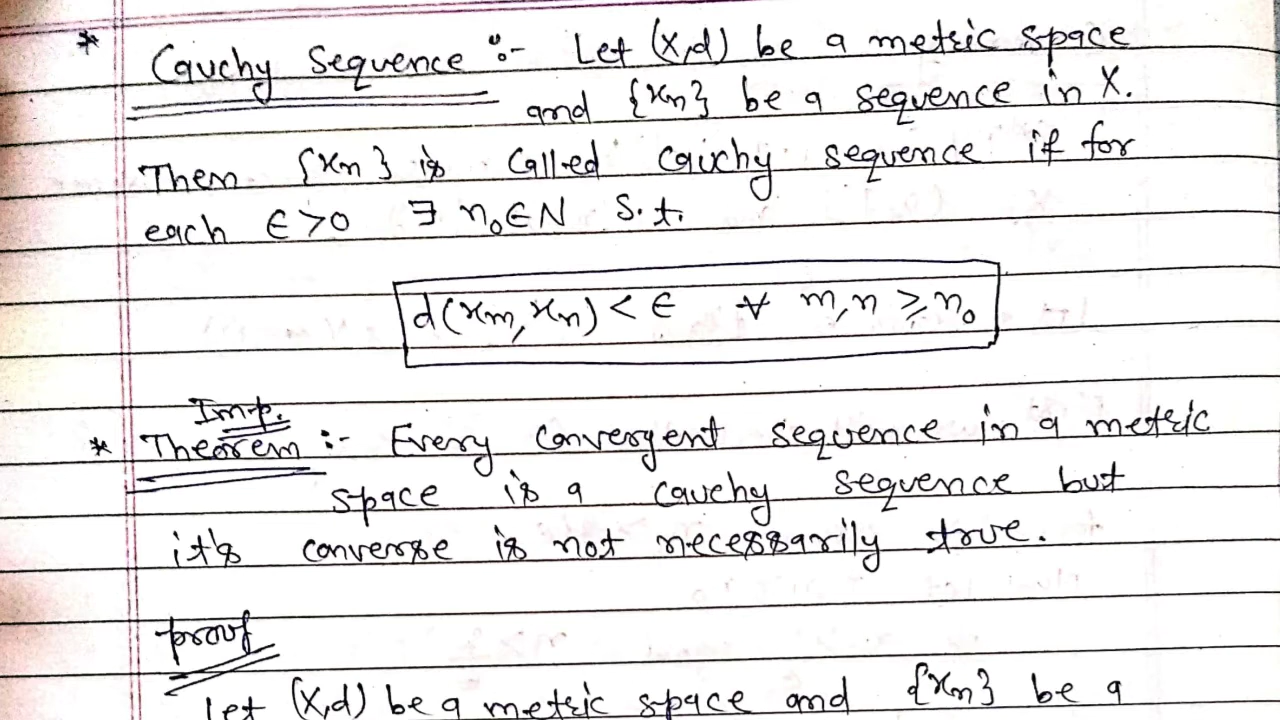 * Cauchy Sequence :- Let (X,d) be a metric space
and {xn} be a sequence in X.
Then {xn} is called cauchy sequence if for
each ϵ>0 ∃ n₀∈N s.t.
d(xm, xn) < ϵ ∀ m,n ≥ n₀
Imp.
* Theorem :- Every convergent sequence in a metric
space is a cauchy sequence but
it's converse is not necessarily true.
proof
Let (X,d) be a metric space and {xn} be a